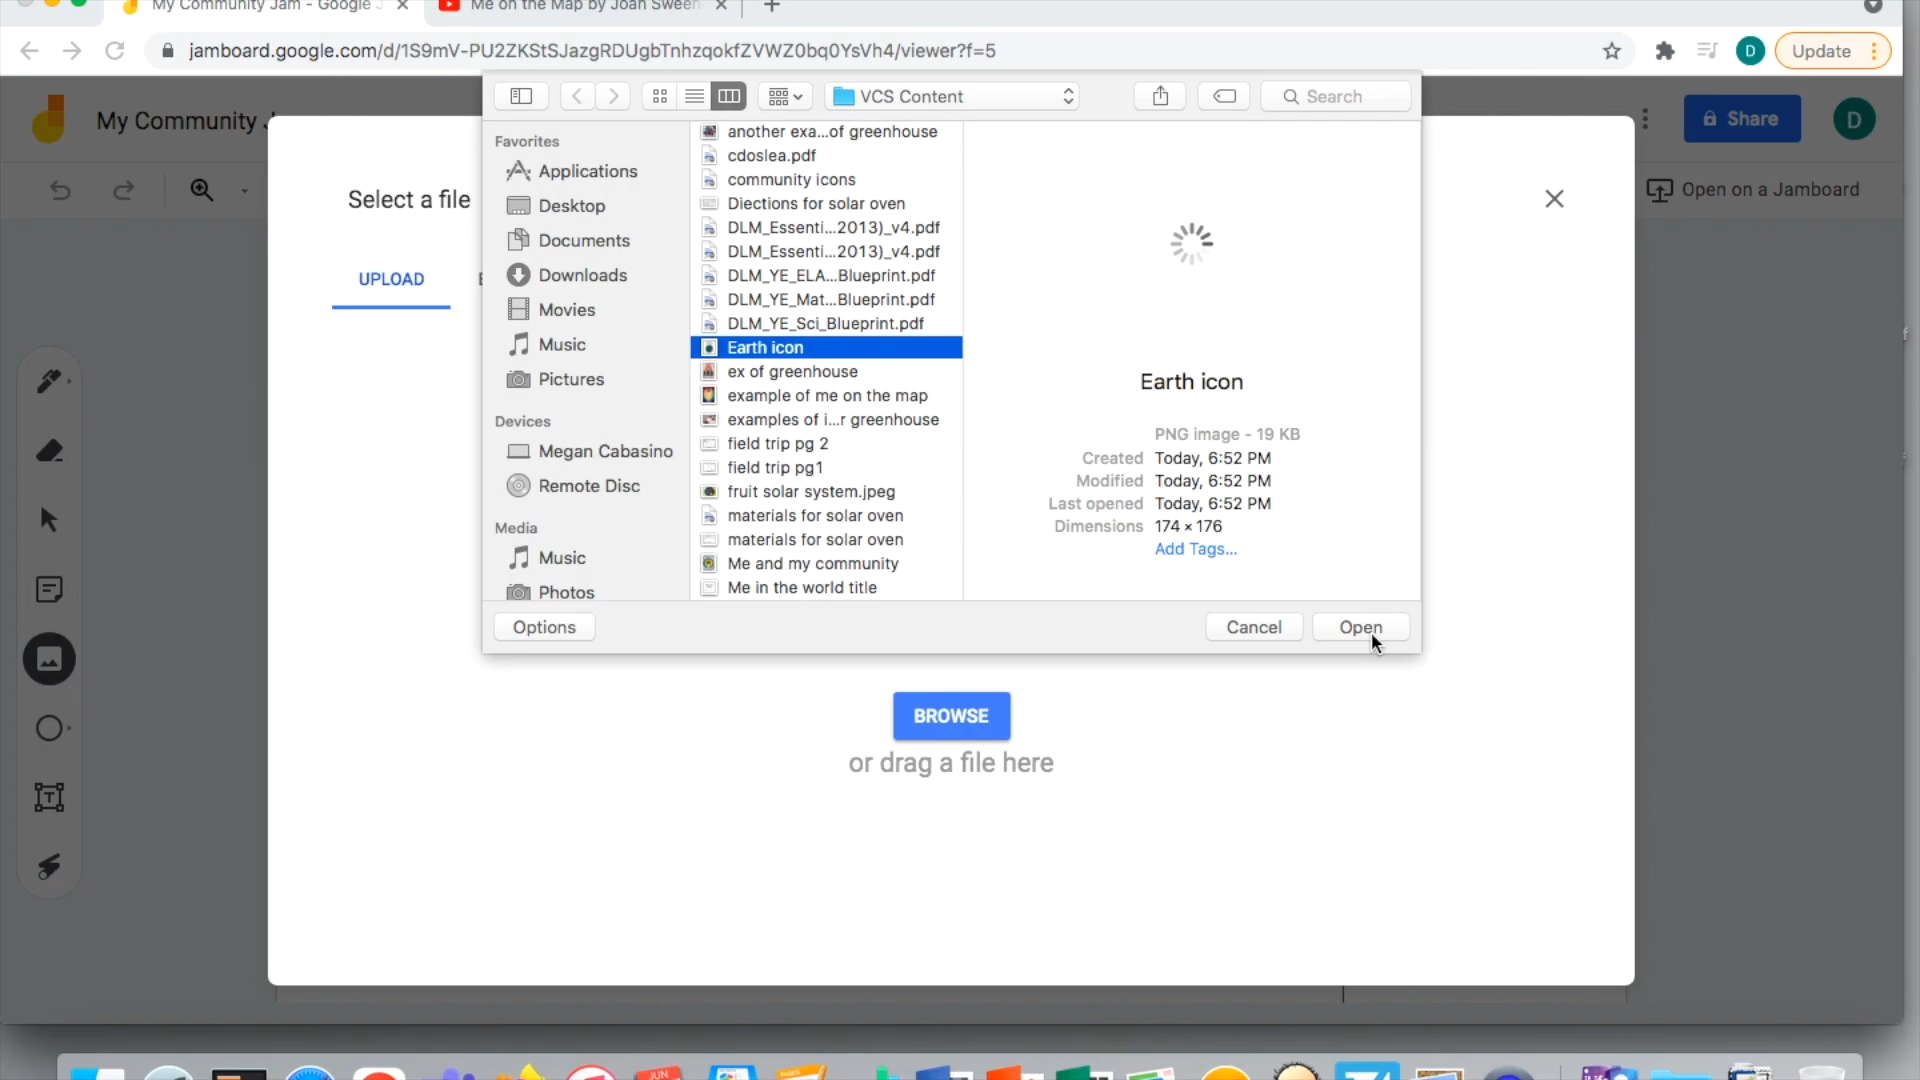 My Community Jam - Google J
Me on the Map by Joan Sween
jamboard.google.com/d/1S9mV-PU2ZKStSJazgRDUgbTnhzqokfZVWZ0bq0YsVh4/viewer?f=5
D
Update
VCS Content
Search
My Community J
Share
D
Open on a Jamboard
Select a file
UPLOAD
Favorites
Applications
Desktop
Documents
Downloads
Movies
Music
Pictures
Devices
Megan Cabasino
Remote Disc
Media
Music
Photos
another exa...of greenhouse
cdoslea.pdf
community icons
Diections for solar oven
DLM_Essenti...2013)_v4.pdf
DLM_Essenti...2013)_v4.pdf
DLM_YE_ELA...Blueprint.pdf
DLM_YE_Mat...Blueprint.pdf
DLM_YE_Sci_Blueprint.pdf
Earth icon
ex of greenhouse
example of me on the map
examples of i...r greenhouse
field trip pg 2
field trip pg1
fruit solar system.jpeg
materials for solar oven
materials for solar oven
Me and my community
Me in the world title
Earth icon
PNG image - 19 KB
Created Today, 6:52 PM
Modified Today, 6:52 PM
Last opened Today, 6:52 PM
Dimensions 174 × 176
Add Tags...
Options
Cancel
Open
BROWSE
or drag a file here
JUN
PAGES